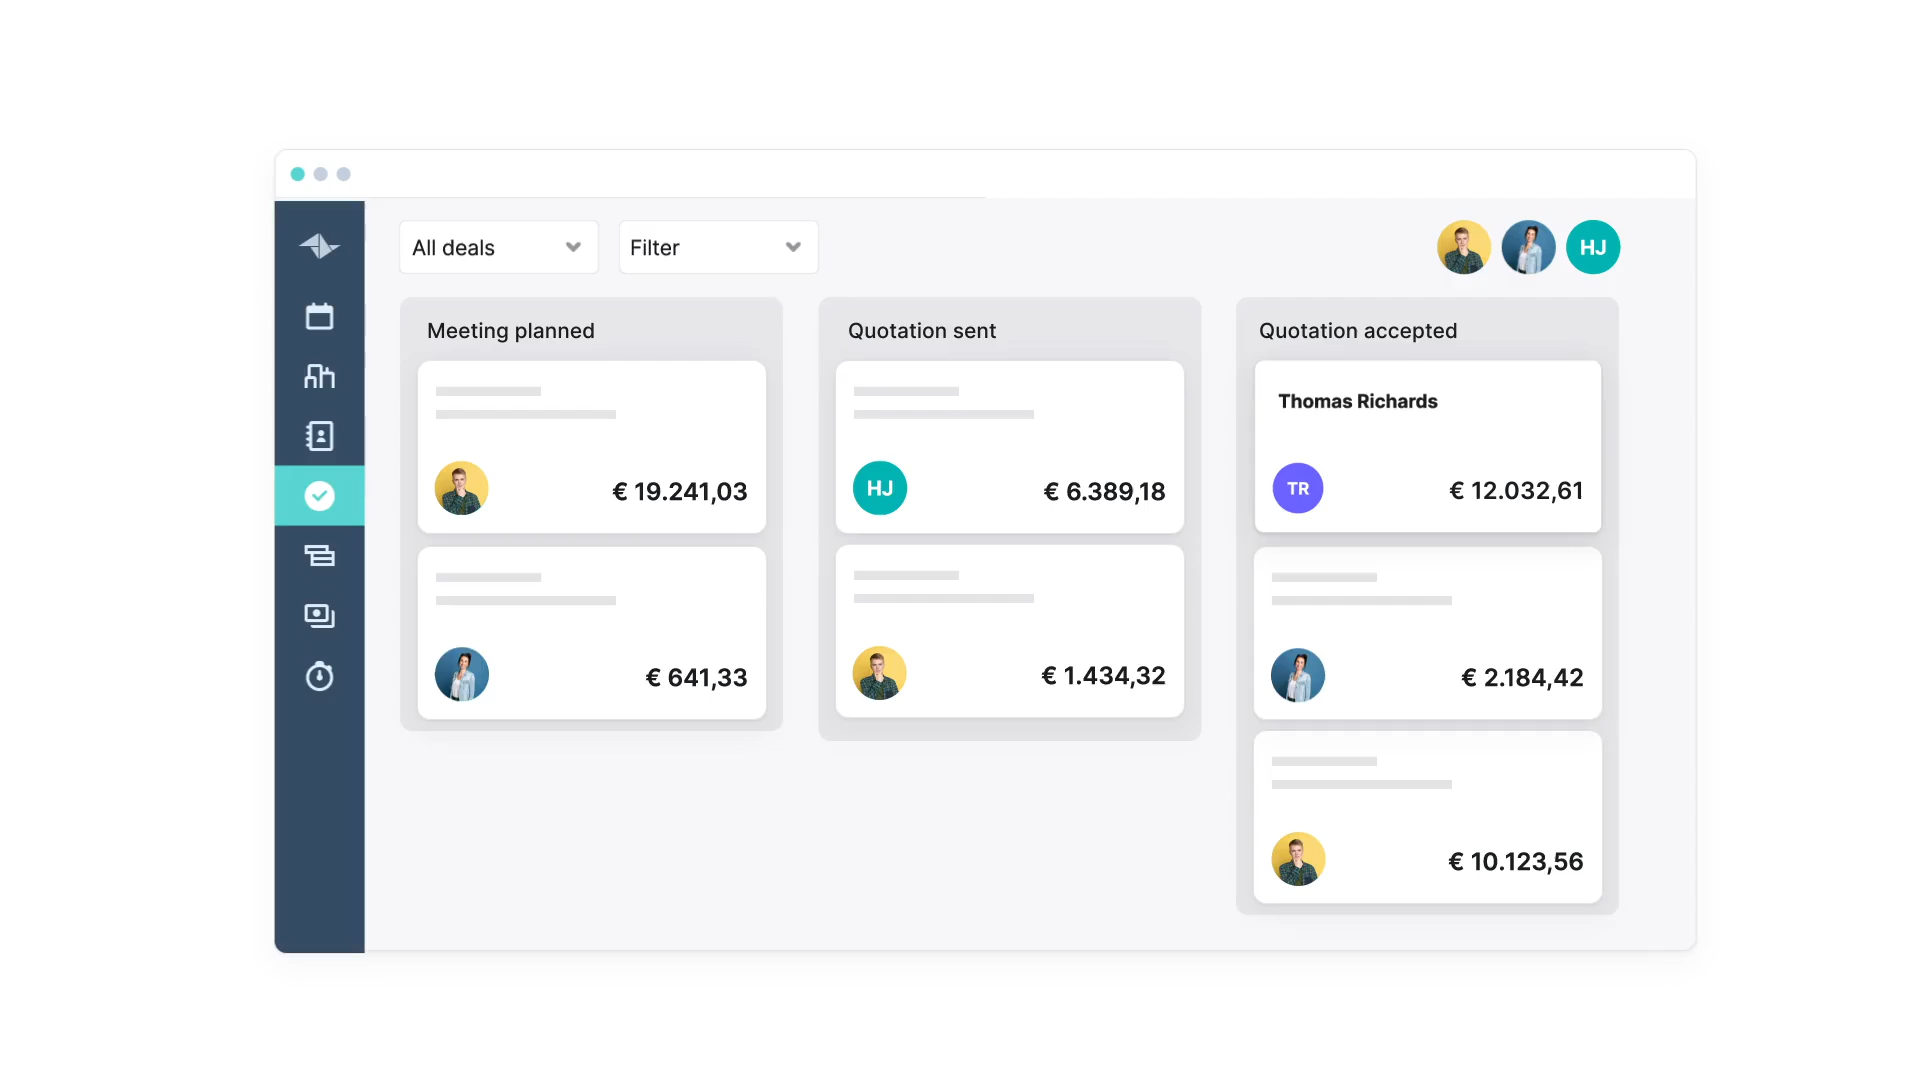 All deals
Filter
HJ
Meeting planned
Quotation sent
Quotation accepted
€ 19.241,03
€ 641,33
HJ
€ 6.389,18
€ 1.434,32
Thomas Richards
TR
€ 12.032,61
€ 2.184,42
€ 10.123,56